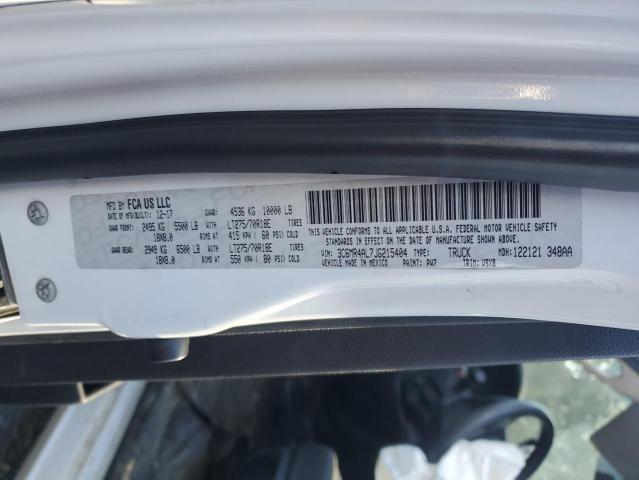 MFD BY FCA US LLC
DATE OF MFR(BUILT): 12-17 GVWR: 4536 KG 10000 LB
GAWR FRONT: 2495 KG 5500 LB WITH LT275/70R18E TIRES
18X8.0 RIMS AT 415 KPA ( 60 PSI) COLD
GAWR REAR: 2949 KG 6500 LB WITH LT275/70R18E TIRES
18X8.0 RIMS AT 550 KPA ( 80 PSI) COLD
THIS VEHICLE CONFORMS TO ALL APPLICABLE U.S.A. FEDERAL MOTOR VEHICLE SAFETY
STANDARDS IN EFFECT ON THE DATE OF MANUFACTURE SHOWN ABOVE.
VIN: 3C6MR4AL7JG215404 TYPE: TRUCK MDH: 122121 348AA
VEHICLE MADE IN MEXICO PAINT: PW7 TRIM: V9X8